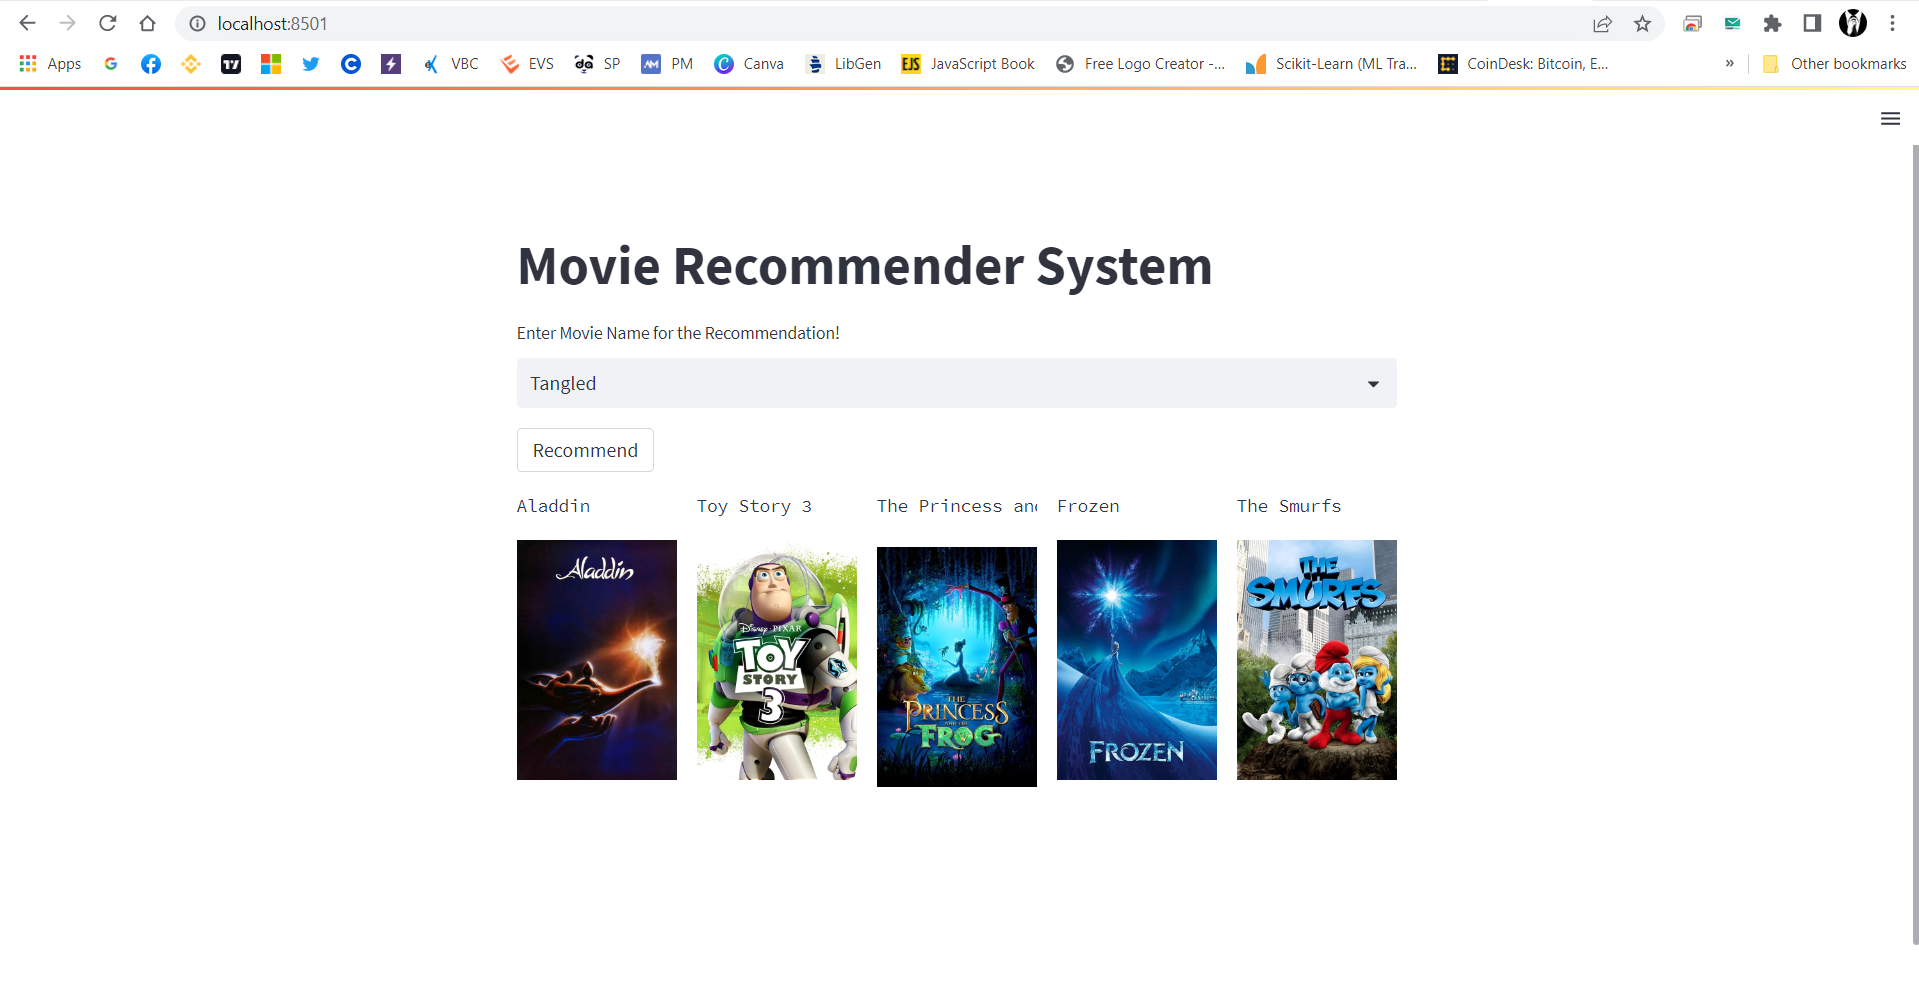 localhost:8501
Apps VBC EVS SP PM Canva LibGen EJS JavaScript Book Free Logo Creator -... Scikit-Learn (ML Tra... CoinDesk: Bitcoin, E... » Other bookmarks
Movie Recommender System
Enter Movie Name for the Recommendation!
Tangled
Recommend
Aladdin Toy Story 3 The Princess and Frozen The Smurfs
Aladdin
Disney · PIXAR
TOY
STORY
3
THE
PRINCESS
AND THE
FROG
FROZEN
THE
SMURFS